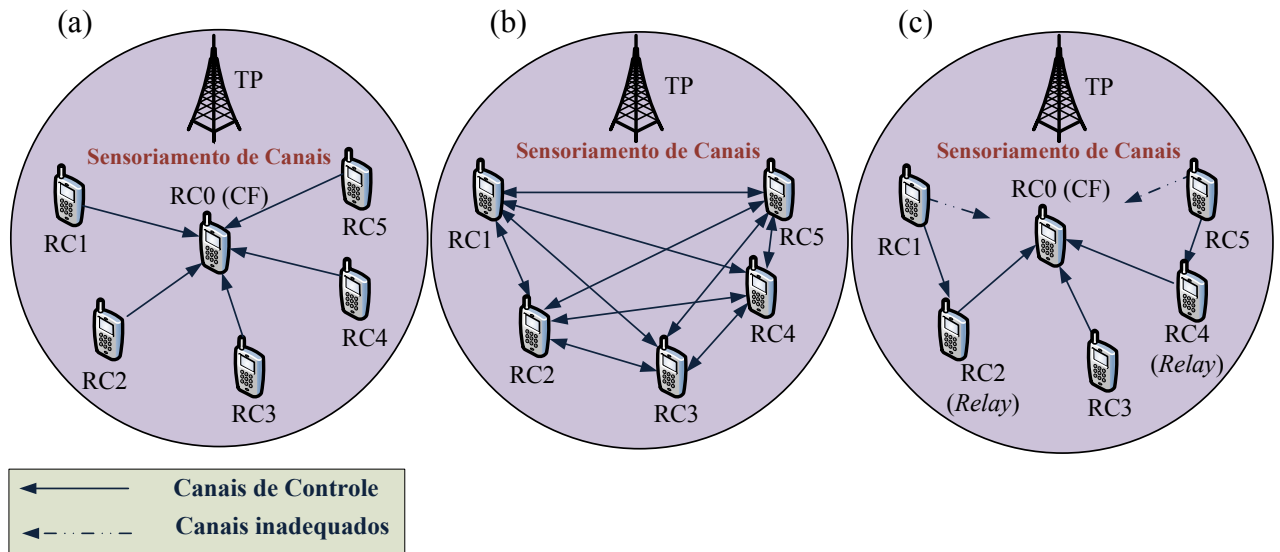 (a)
TP
Sensoriamento de Canais
RC0 (CF)
RC1
RC5
RC2
RC3
RC4
(b)
TP
Sensoriamento de Canais
RC1
RC5
RC2
RC4
RC3
(c)
TP
Sensoriamento de Canais
RC0 (CF)
RC1
RC5
RC2
(Relay)
RC3
RC4
(Relay)
Canais de Controle
Canais inadequados